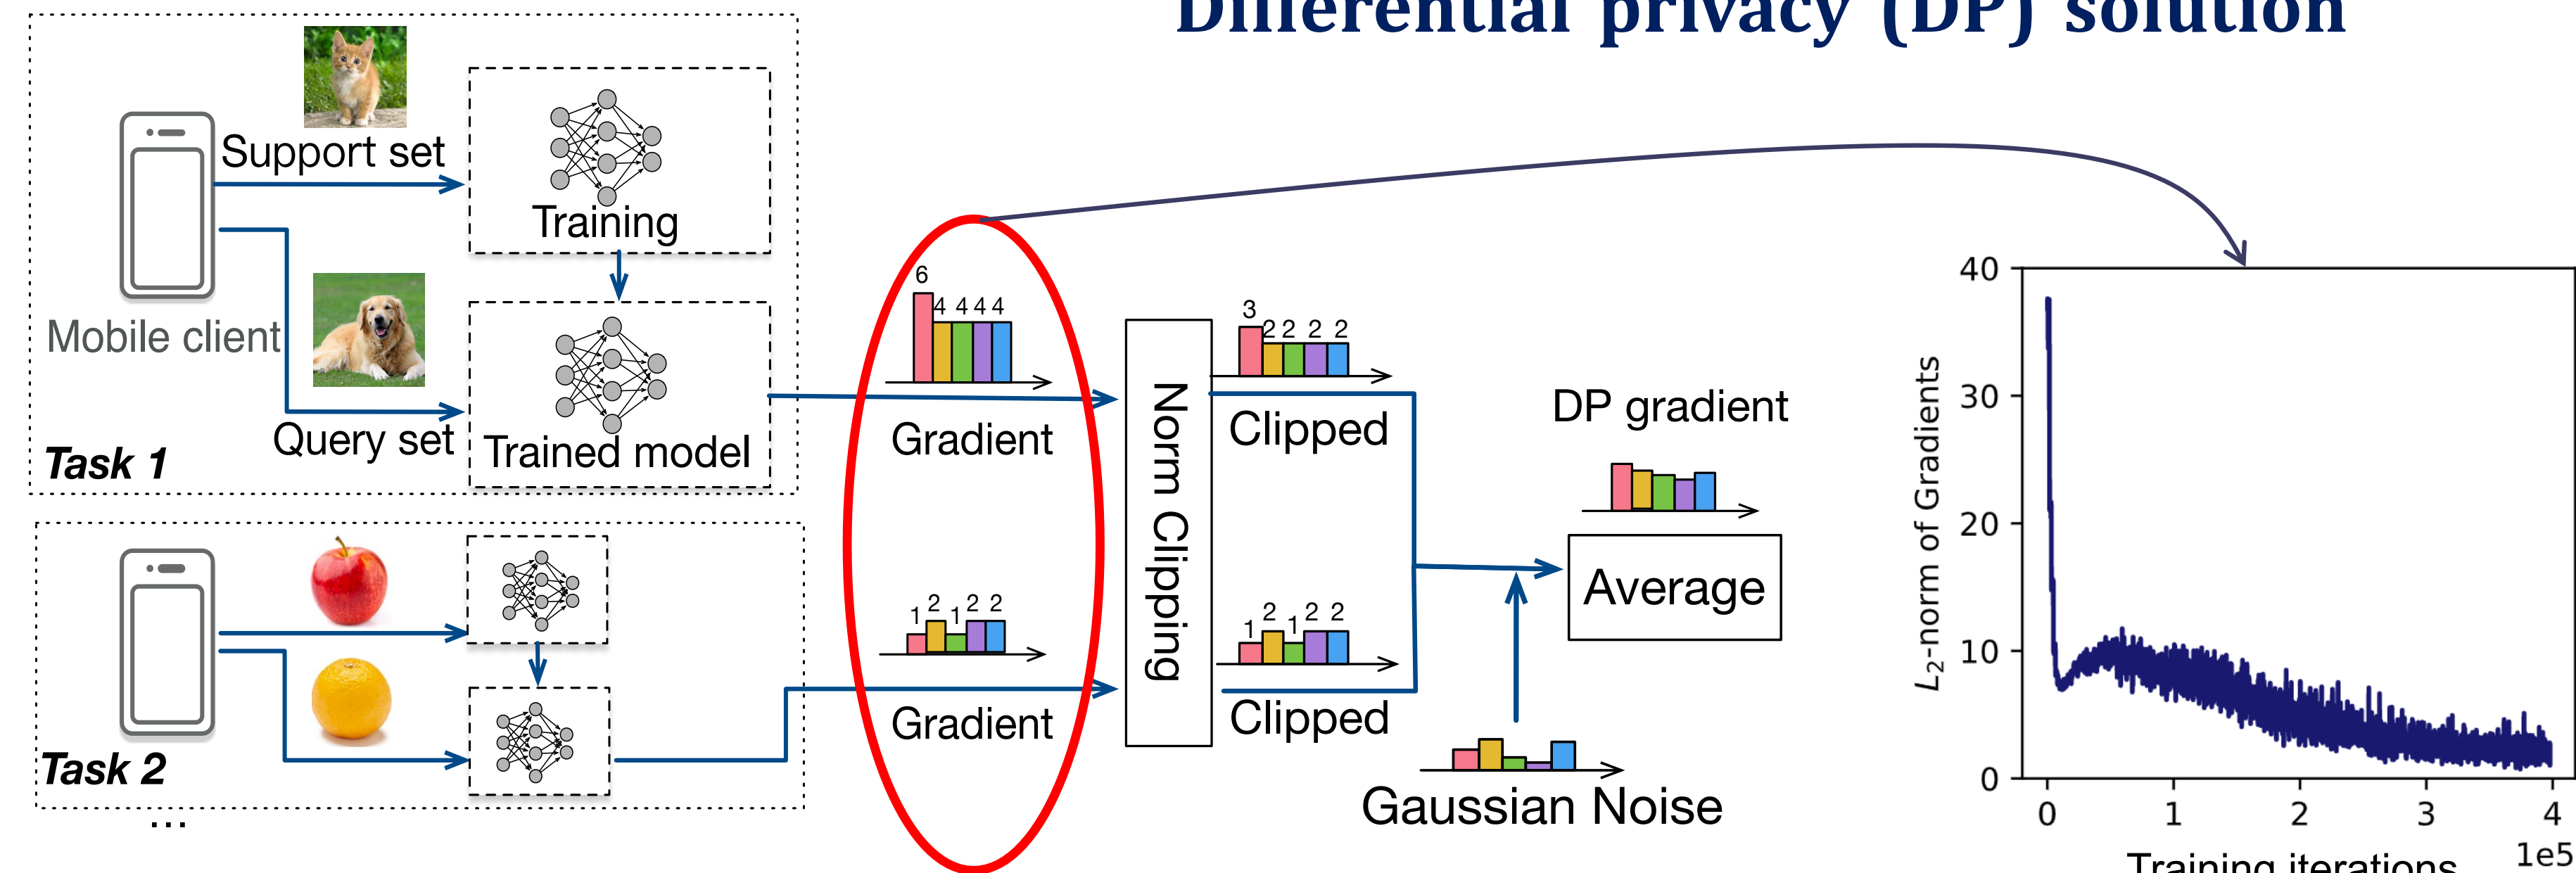 Differential privacy (DP) solution
Support set
Training
Mobile client
Query set
Trained model
Task 1
Task 2
...
6
4 4 4 4
Gradient
1 2 1 2 2
Gradient
Norm Clipping
3
2 2 2 2
Clipped
1 2 1 2 2
Clipped
DP gradient
Average
Gaussian Noise
L2-norm of Gradients
40
30
20
10
0
0 1 2 3 4
1e5
Training iterations